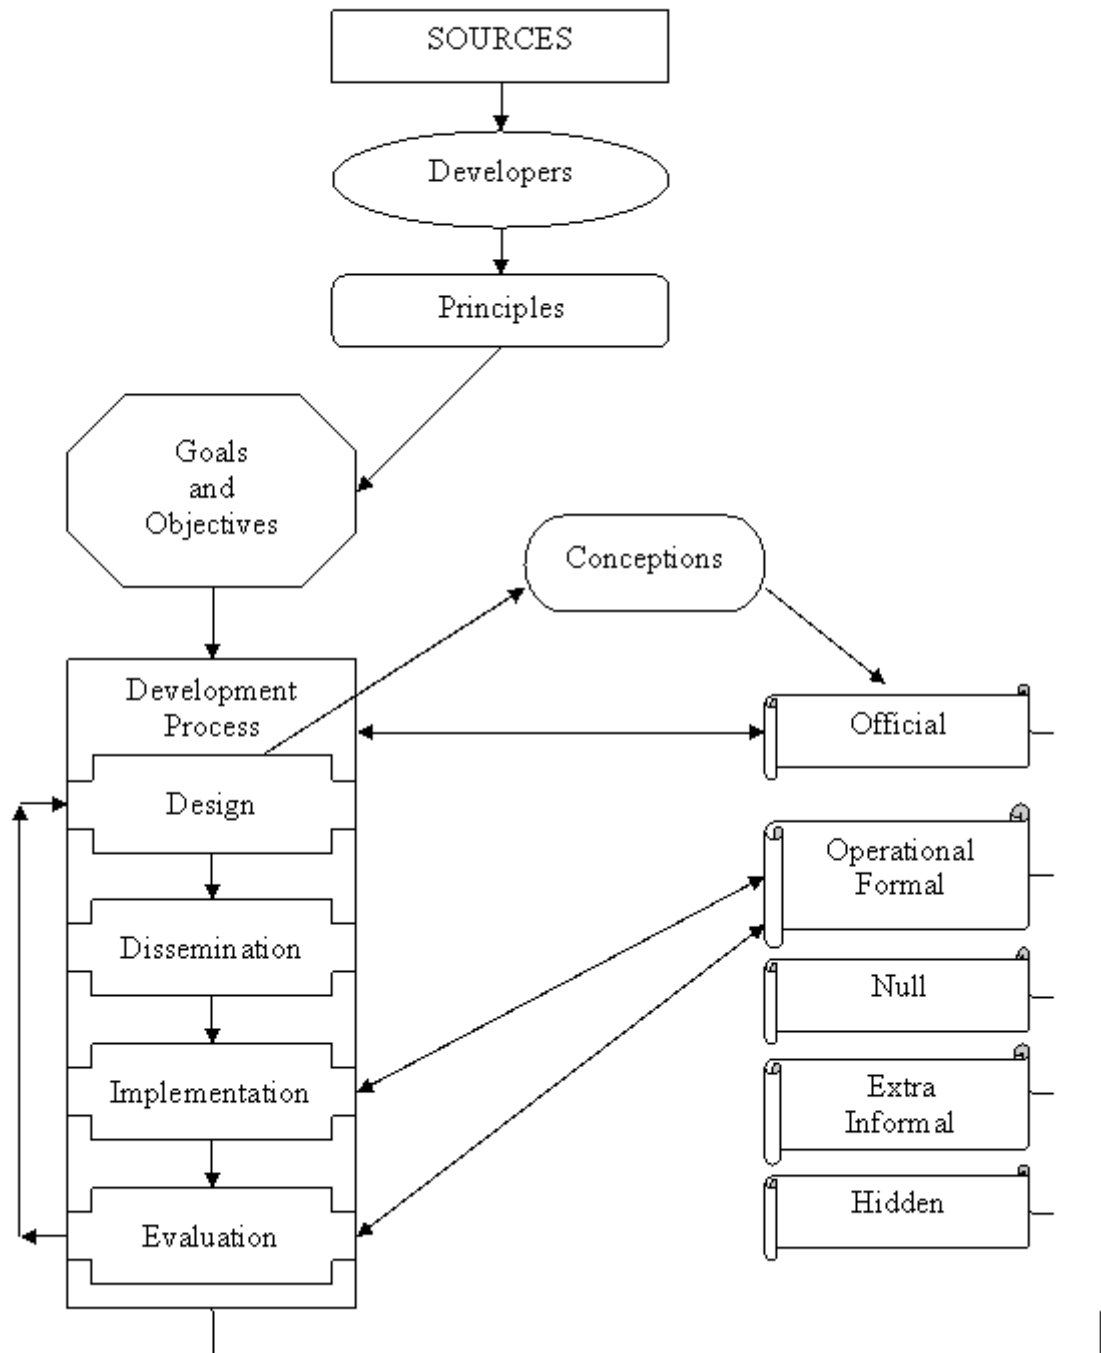 SOURCES
Developers
Principles
Goals
and
Objectives
Conceptions
Development
Process
Official
Design
Operational
Formal
Dissemination
Null
Implementation
Extra
Informal
Hidden
Evaluation